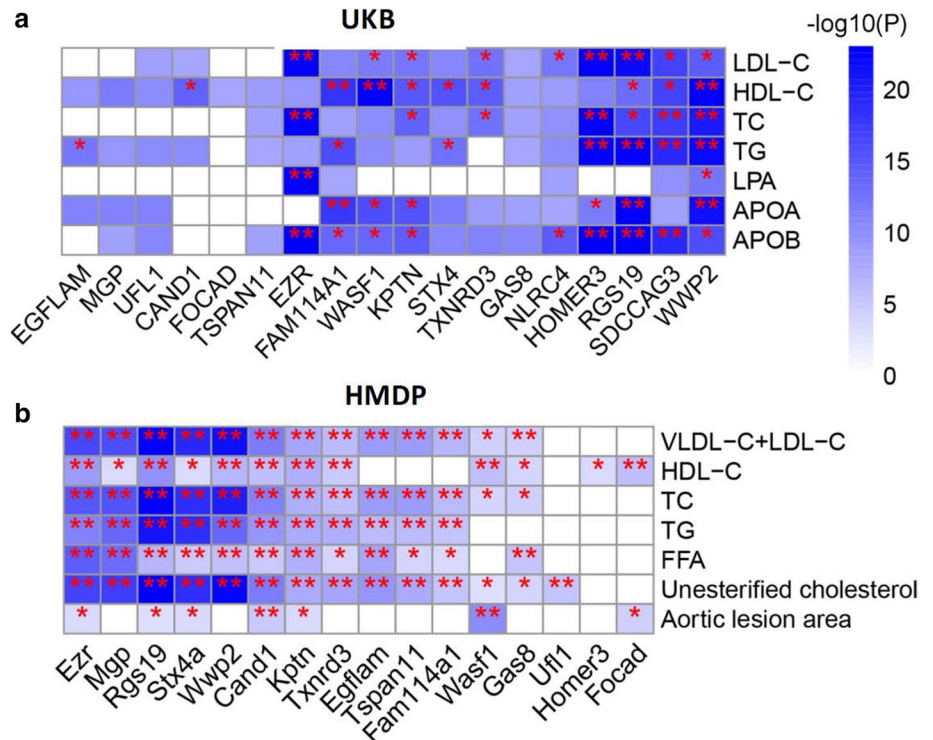 a
UKB
-log10(P)
LDL−C
HDL−C
TC
TG
LPA
APOA
APOB
EGFLAM
MGP
UFL1
CAND1
FOCAD
TSPAN11
EZR
FAM114A1
WASF1
KPTN
STX4
TXNRD3
GAS8
NLRC4
HOMER3
RGS19
SDCCAG3
WWP2
20
15
10
5
0
b
HMDP
VLDL−C+LDL−C
HDL−C
TC
TG
FFA
Unesterified cholesterol
Aortic lesion area
Ezr
Mgp
Rgs19
Stx4a
Wwp2
Cand1
Kptn
Txnrd3
Egflam
Tspan11
Fam114a1
Wasf1
Gas8
Ufl1
Homer3
Focad